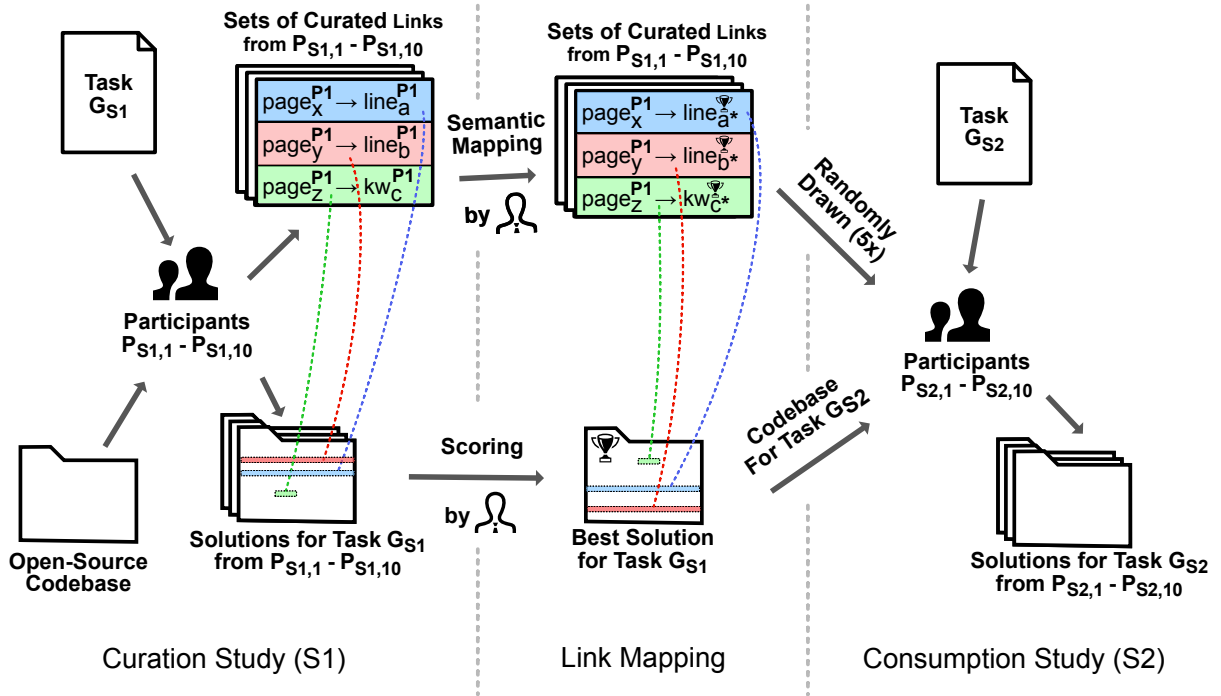 Task
G_S1
Sets of Curated Links
from P_S1,1 - P_S1,10
page_x^P1 → line_a^P1
page_y^P1 → line_b^P1
page_z^P1 → kw_c^P1
Participants
P_S1,1 - P_S1,10
Open-Source
Codebase
Solutions for Task G_S1
from P_S1,1 - P_S1,10
Curation Study (S1)
Semantic
Mapping
by
Scoring
by
Sets of Curated Links
from P_S1,1 - P_S1,10
page_x^P1 → line_a*
page_y^P1 → line_b*
page_z^P1 → kw_c*
Best Solution
for Task G_S1
Link Mapping
Randomly
Drawn (5x)
Codebase
For Task G_S2
Task
G_S2
Participants
P_S2,1 - P_S2,10
Solutions for Task G_S2
from P_S2,1 - P_S2,10
Consumption Study (S2)